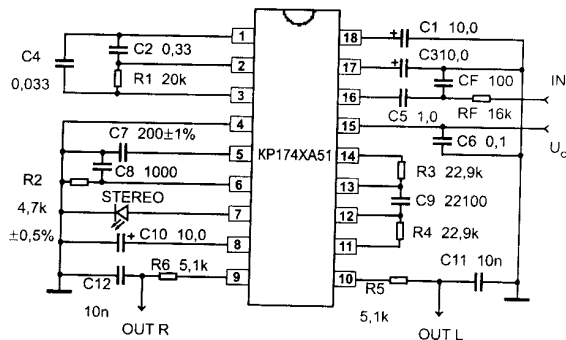 1
18
C1 10,0
C4
C2 0,33
0,033
R1 20k
2
17
C310,0
CF 100
IN
3
16
C5 1,0
RF 16k
4
15
C6 0,1
Uc
C7 200±1%
5
КР174ХА51
14
R3 22,9k
C8 1000
R2
6
13
C9 22100
4,7k
±0,5%
STEREO
7
12
R4 22,9k
C10 10,0
8
11
C11 10n
C12
10n
R6 5,1k
9
10
R5
5,1k
OUT R
OUT L